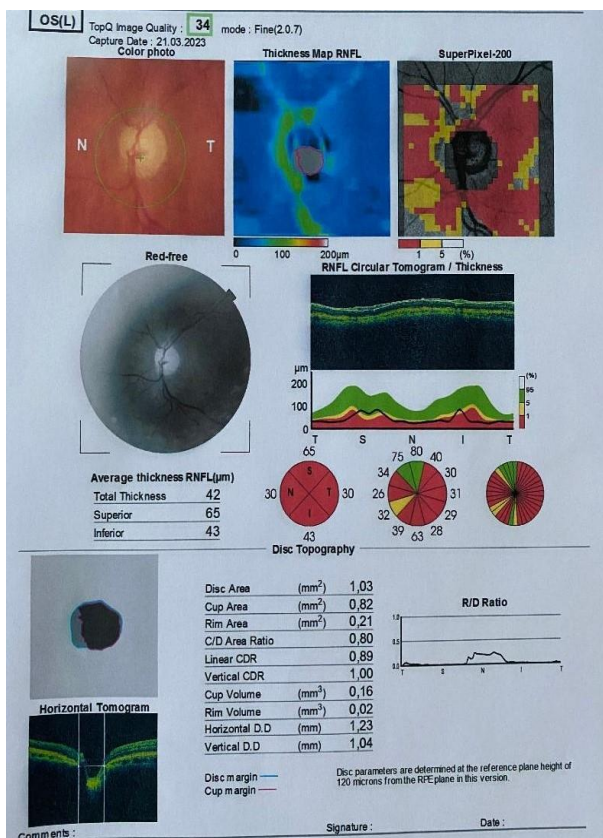 OS(L)
TopQ Image Quality : 34 mode : Fine(2.0.7)
Capture Date : 21.03.2023
Color photo
Thickness Map RNFL
SuperPixel-200
N
T
0 100 200µm
1 5 (%)
Red-free
RNFL Circular Tomogram / Thickness
µm
200
100
0
T S N I T
(%)
95
5
1
Average thickness RNFL(µm)
Total Thickness 42
Superior 65
Inferior 43
65
30 S N T I 30
43
75 80 40
34 30
26 31
32 29
39 63 28
Disc Topography
Disc Area (mm²) 1,03
Cup Area (mm²) 0,82
Rim Area (mm²) 0,21
C/D Area Ratio 0,80
Linear CDR 0,89
Vertical CDR 1,00
Cup Volume (mm³) 0,16
Rim Volume (mm³) 0,02
Horizontal D.D (mm) 1,23
Vertical D.D (mm) 1,04
R/D Ratio
1.0
0.5
0.0
T S N I T
Horizontal Tomogram
Disc margin
Cup margin
Disc parameters are determined at the reference plane height of
120 microns from the RPE plane in this version.
Comments :
Signature :
Date :